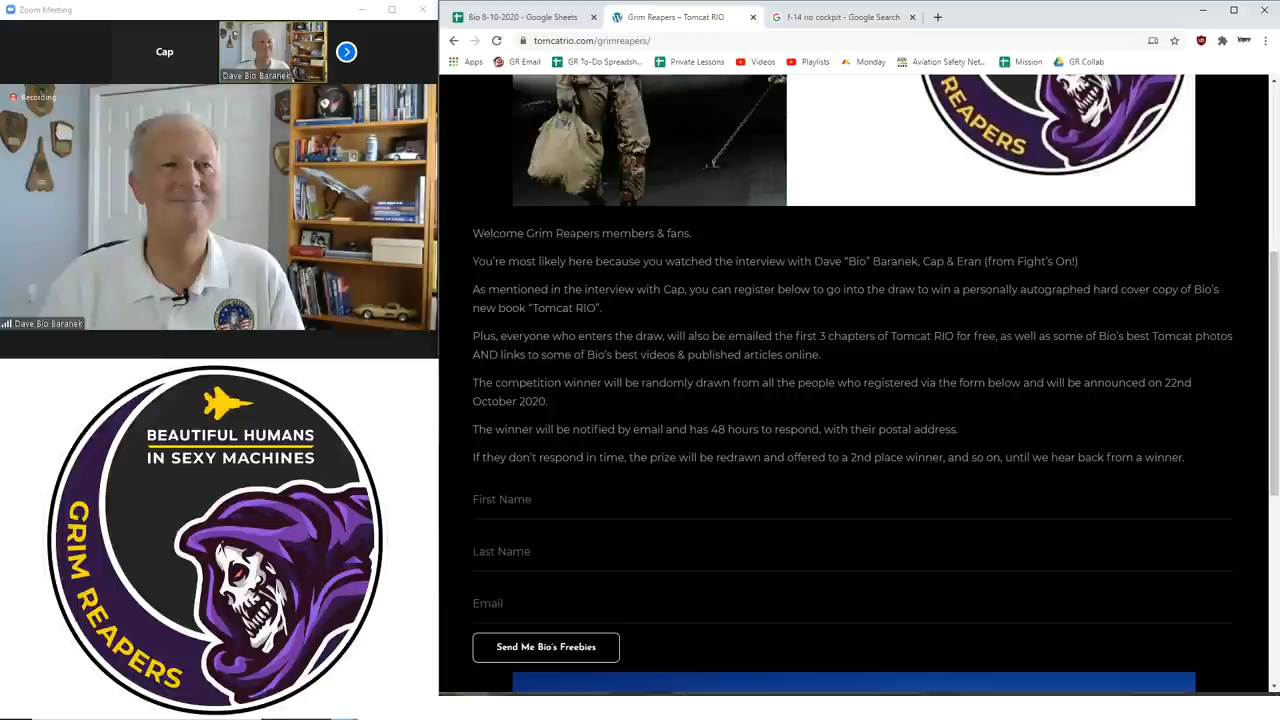 Zoom Meeting
Cap
Dave Bio Baranek
Recording
Dave Bio Baranek
BEAUTIFUL HUMANS
IN SEXY MACHINES
GRIM REAPERS
Bio 8-10-2020 - Google Sheets
Grim Reapers – Tomcat RIO
f-14 rio cockpit - Google Search
tomcatrio.com/grimreapers/
Apps
GR Email
GR To-Do Spreadsh...
Private Lessons
Videos
Playlists
Monday
Aviation Safety Net...
Mission
GR Collab
REAPERS
Welcome Grim Reapers members & fans.
You're most likely here because you watched the interview with Dave "Bio" Baranek, Cap & Eran (from Fight's On!)
As mentioned in the interview with Cap, you can register below to go into the draw to win a personally autographed hard cover copy of Bio's
new book "Tomcat RIO".
Plus, everyone who enters the draw, will also be emailed the first 3 chapters of Tomcat RIO for free, as well as some of Bio's best Tomcat photos
AND links to some of Bio's best videos & published articles online.
The competition winner will be randomly drawn from all the people who registered via the form below and will be announced on 22nd
October 2020.
The winner will be notified by email and has 48 hours to respond, with their postal address.
If they don't respond in time, the prize will be redrawn and offered to a 2nd place winner, and so on, until we hear back from a winner.
First Name
Last Name
Email
Send Me Bio's Freebies